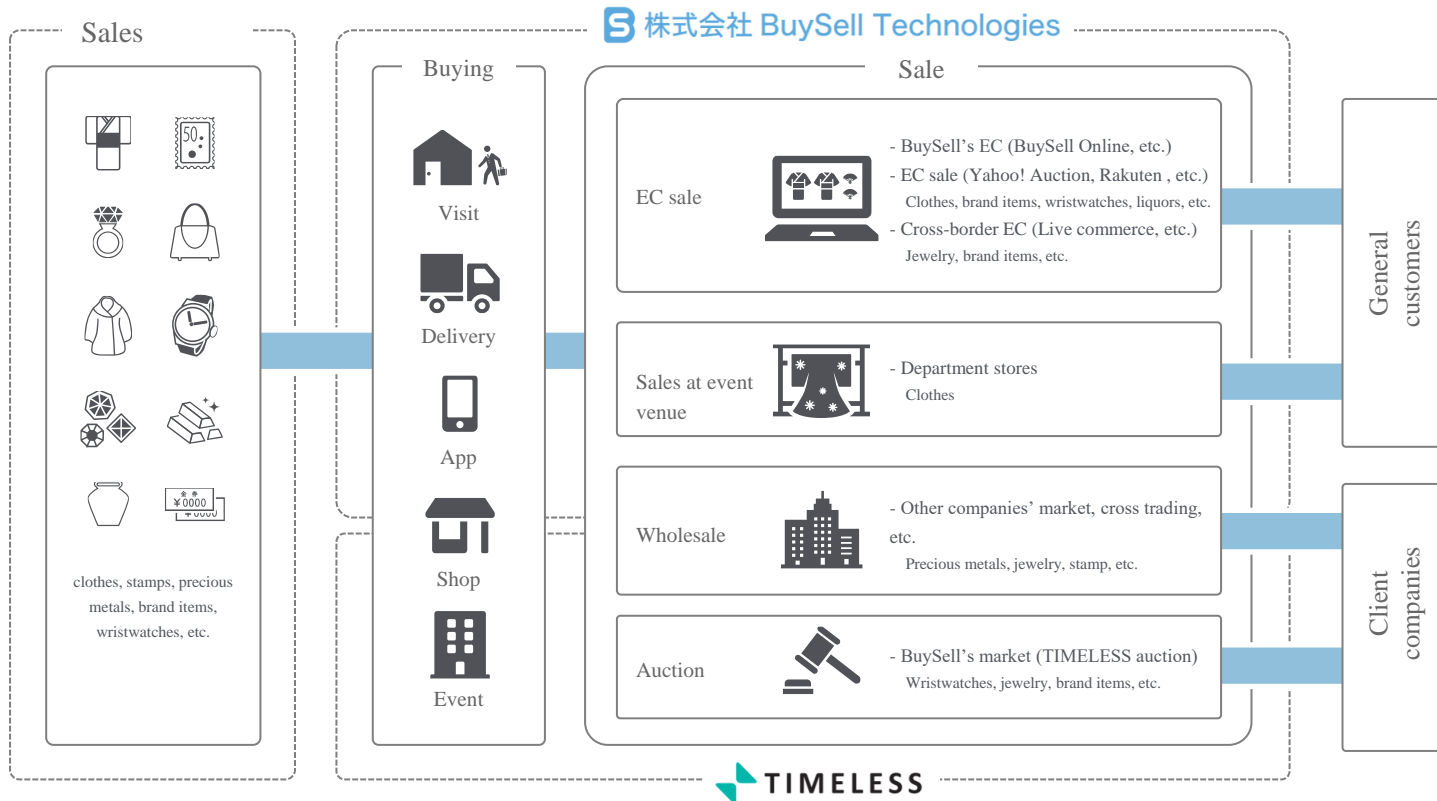 Sales
50
金券
¥0000
clothes, stamps, precious
metals, brand items,
wristwatches, etc.
株式会社 BuySell Technologies
Buying
Visit
Delivery
App
Shop
Event
Sale
EC sale
- BuySell’s EC (BuySell Online, etc.)
- EC sale (Yahoo! Auction, Rakuten , etc.)
Clothes, brand items, wristwatches, liquors, etc.
- Cross-border EC (Live commerce, etc.)
Jewelry, brand items, etc.
Sales at event
venue
- Department stores
Clothes
Wholesale
- Other companies’ market, cross trading,
etc.
Precious metals, jewelry, stamp, etc.
Auction
- BuySell’s market (TIMELESS auction)
Wristwatches, jewelry, brand items, etc.
General
customers
Client
companies
TIMELESS